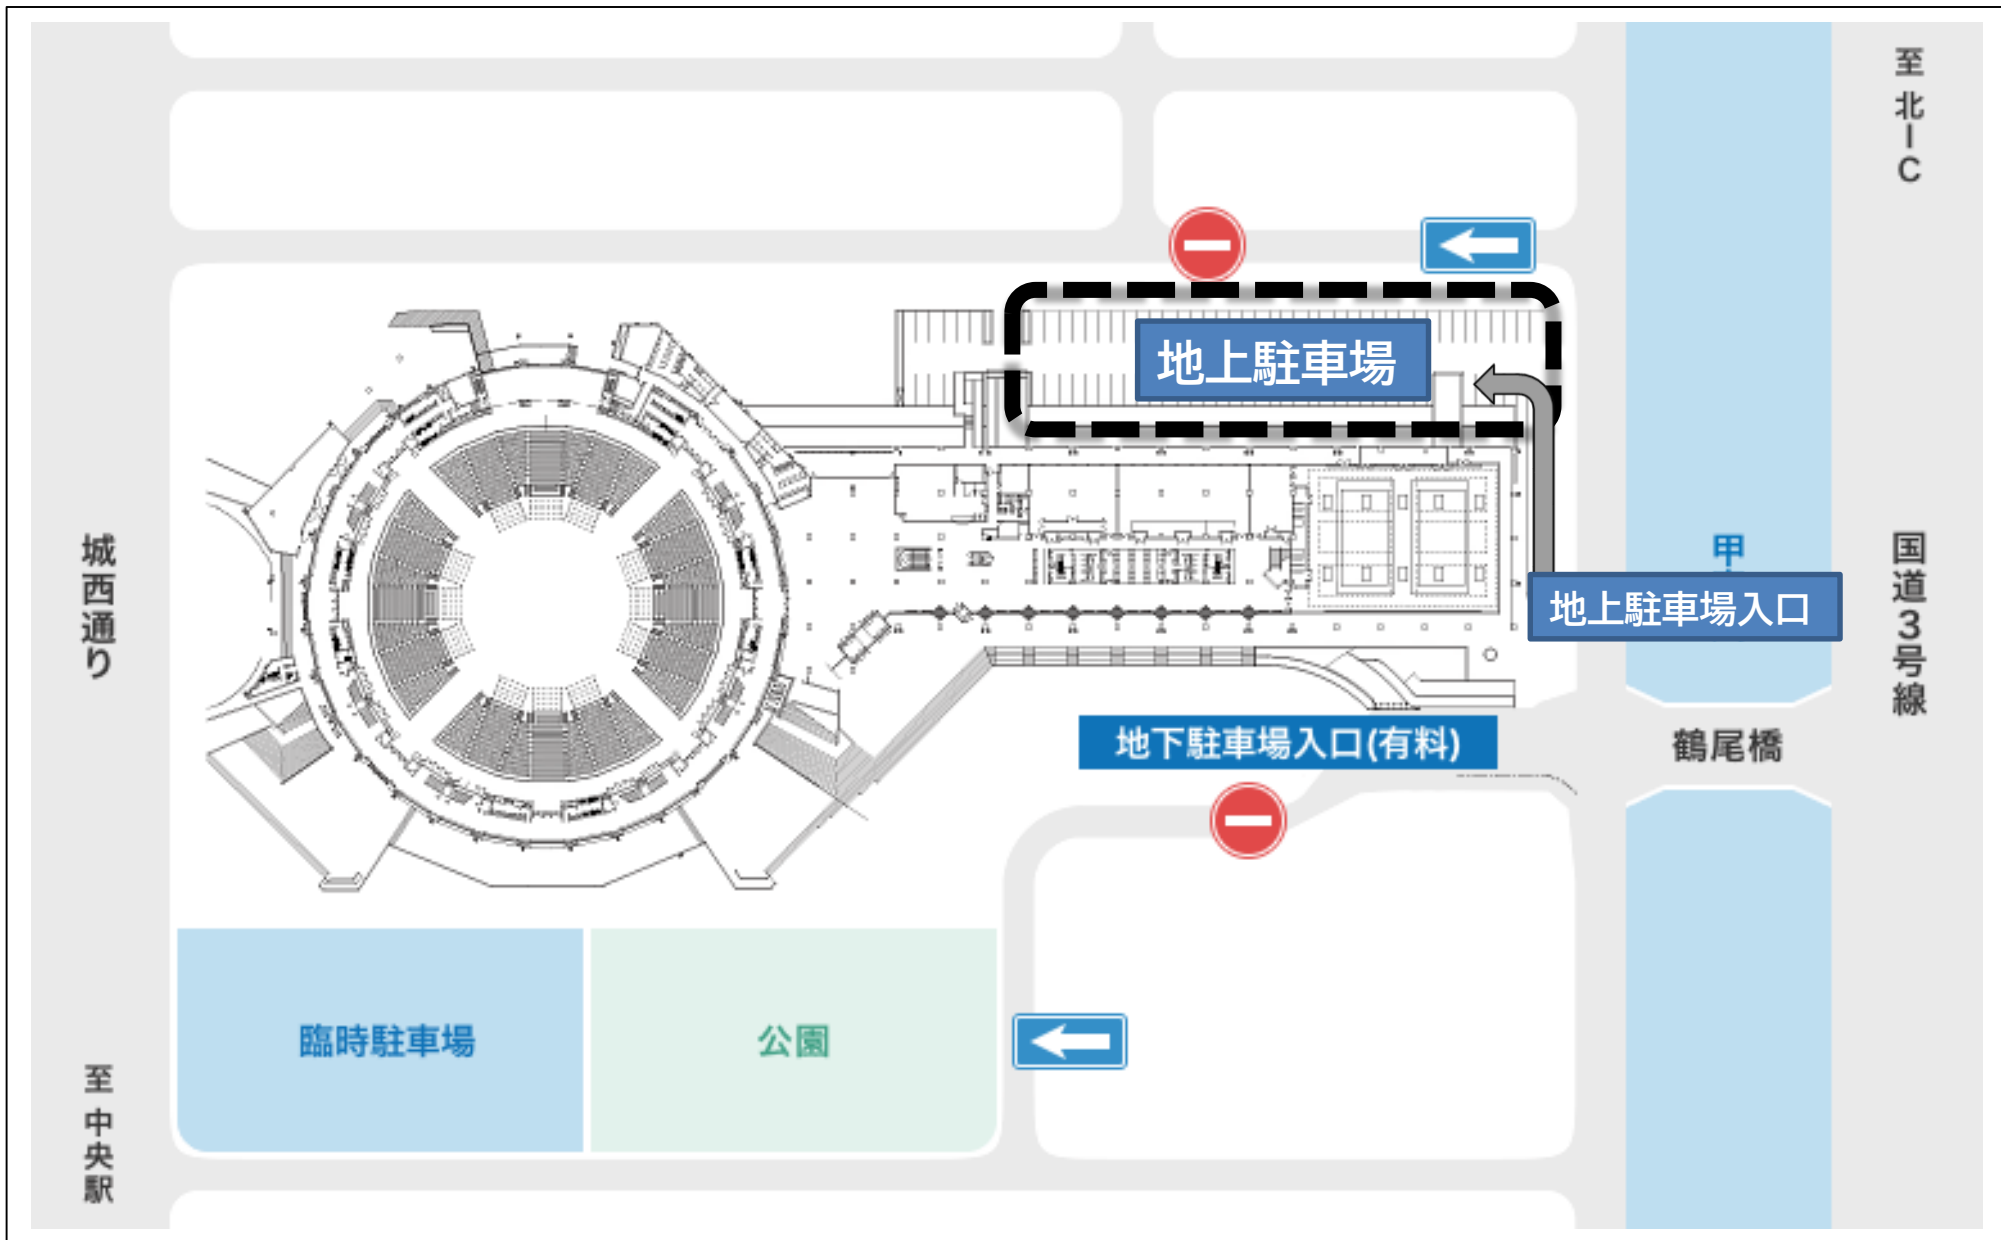 至 北IC
地上駐車場
城西通り
甲
国道3号線
地上駐車場入口
地下駐車場入口(有料)
鶴尾橋
臨時駐車場
公園
至 中央駅